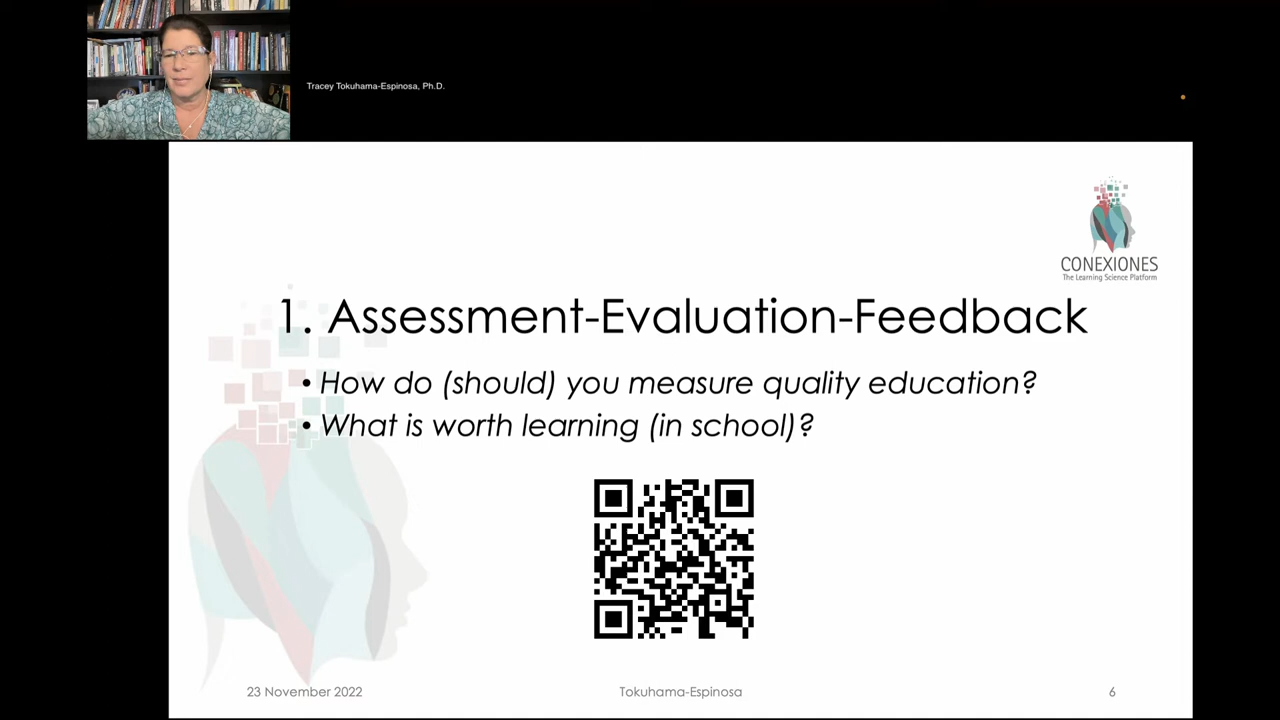 Tracey Tokuhama-Espinosa, Ph.D.
CONEXIONES
The Learning Science Platform
1. Assessment-Evaluation-Feedback
• How do (should) you measure quality education?
• What is worth learning (in school)?
23 November 2022
Tokuhama-Espinosa
6